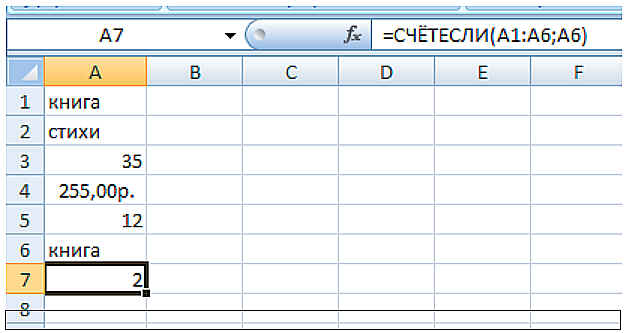 A7 fx =СЧЁТЕСЛИ(A1:A6;A6)
A B C D E F
1 книга
2 стихи
3 35
4 255,00р.
5 12
6 книга
7 2
8